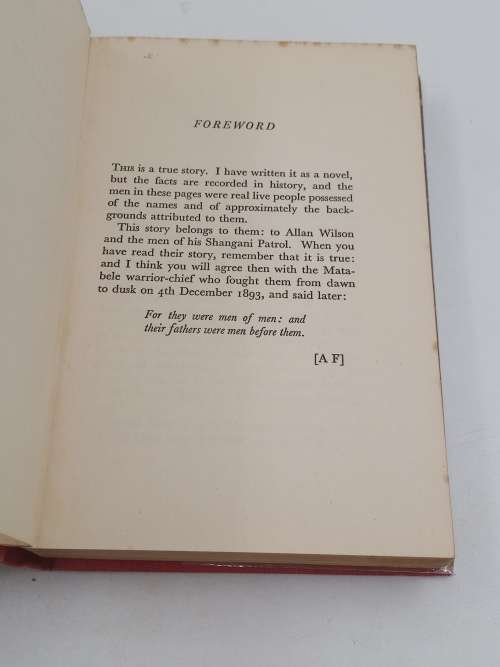 FOREWORD
THIS is a true story. I have written it as a novel,
but the facts are recorded in history, and the
men in these pages were real live people possessed
of the names and of approximately the back-
grounds attributed to them.
This story belongs to them: to Allan Wilson
and the men of his Shangani Patrol. When you
have read their story, remember that it is true:
and I think you will agree then with the Mata-
bele warrior-chief who fought them from dawn
to dusk on 4th December 1893, and said later:
For they were men of men: and
their fathers were men before them.
[A F]